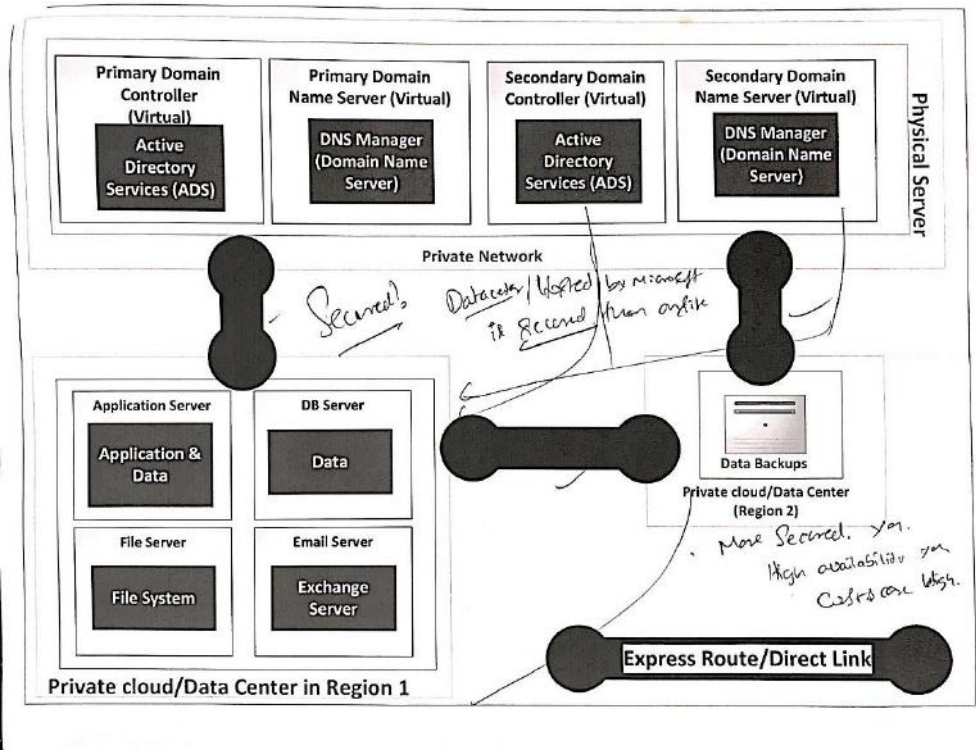 Primary Domain
Controller
(Virtual)
Active
Directory
Services (ADS)
Primary Domain
Name Server (Virtual)
DNS Manager
(Domain Name
Server)
Secondary Domain
Controller (Virtual)
Active
Directory
Services (ADS)
Secondary Domain
Name Server (Virtual)
DNS Manager
(Domain Name
Server)
Physical Server
Private Network
Secured?
hosted by Microsoft
is secured than
Application Server
Application &
Data
DB Server
Data
File Server
File System
Email Server
Exchange
Server
Private cloud/Data Center in Region 1
Data Backups
Private cloud/Data Center
(Region 2)
More Secured. yes.
High availability yes
Costs are high.
Express Route/Direct Link